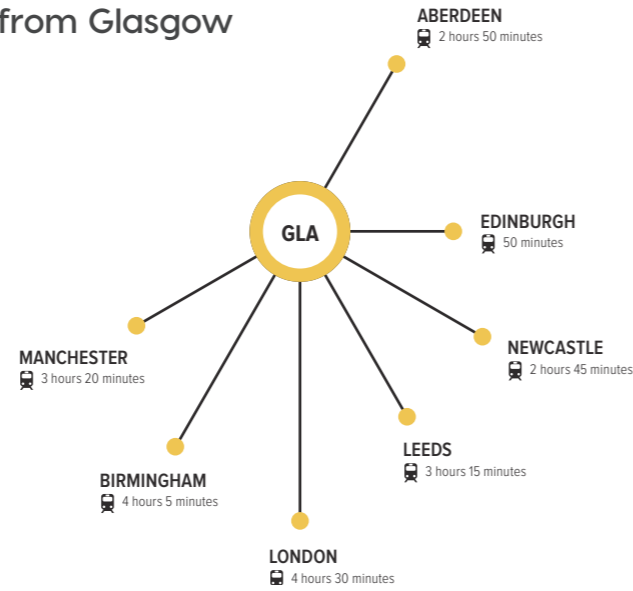 from Glasgow
ABERDEEN
2 hours 50 minutes
GLA
EDINBURGH
50 minutes
NEWCASTLE
2 hours 45 minutes
MANCHESTER
3 hours 20 minutes
LEEDS
3 hours 15 minutes
BIRMINGHAM
4 hours 5 minutes
LONDON
4 hours 30 minutes